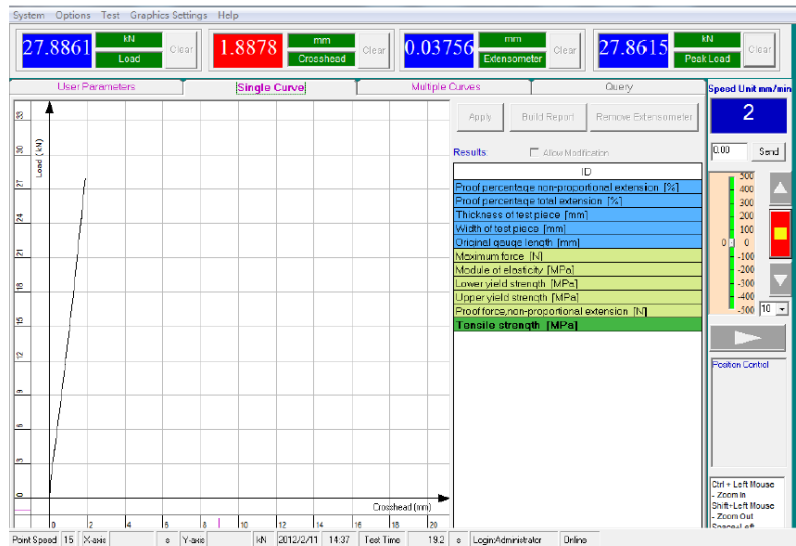 System Options Test Graphics Settings Help
27.8861 kN Load Clear
1.8878 mm Crosshead Clear
0.03756 mm Extensometer Clear
27.8615 kN Peak Load Clear
User Parameters Single Curve Multiple Curves Query
Speed Unit mm/min
2
0.00 Send
Apply Build Report Remove Extensometer
Results: Allow Modification
ID
Proof percentage non-proportional extension [%]
Proof percentage total extension [%]
Thickness of test piece [mm]
Width of test piece [mm]
Original gauge length [mm]
Maximum force [N]
Module of elasticity [MPa]
Lower yield strength [MPa]
Upper yield strength [MPa]
Proof force,non-proportional extension [N]
Tensile strength [MPa]
Load (kN)
33
30
27
24
21
18
15
12
9
6
3
0
0 2 4 6 8 10 12 14 16 18 20
Crosshead (mm)
500
400
300
200
100
0 0
-100
-200
-300
-400
-500
10
Position Control
Ctrl + Left Mouse
- Zoom In
Shift+Left Mouse
- Zoom Out
Space+Left
Point Speed 15 X-axis s Y-axis kN 2012/2/11 14:37 Test Time 19.2 s Login:Administrator Online